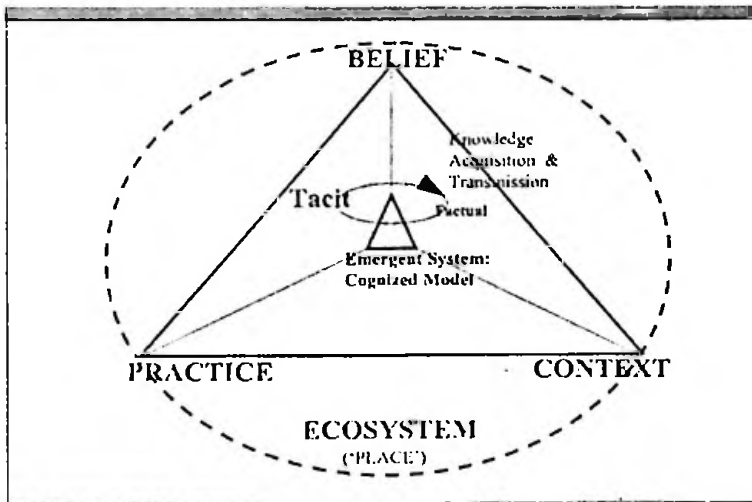 BELIEF
Knowledge
Acquisition &
Transmission
Tacit
Factual
Emergent System:
Cognized Model
PRACTICE
CONTEXT
ECOSYSTEM
('PLACE')